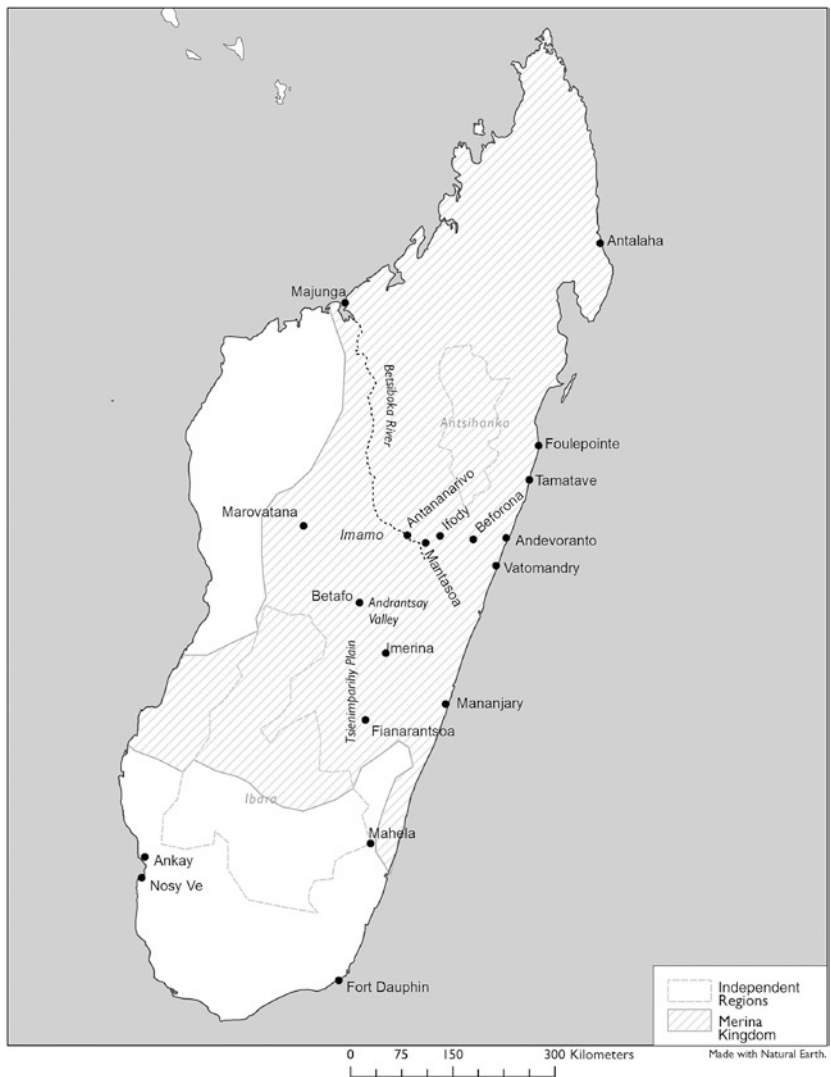 Antalaha
Majunga
Betsiboka River
Antsihanka
Foulepointe
Tamatave
Antananarivo
Ifody
Beforona
Marovatana
Imamo
Mantasoa
Andevoranto
Vatomandry
Betafo
Andrantsay
Valley
Imerina
Tsienimparihy Plain
Mananjary
Fianarantsoa
Ibara
Mahela
Ankay
Nosy Ve
Fort Dauphin
Independent
Regions
Merina
Kingdom
0 75 150 300 Kilometers
Made with Natural Earth.